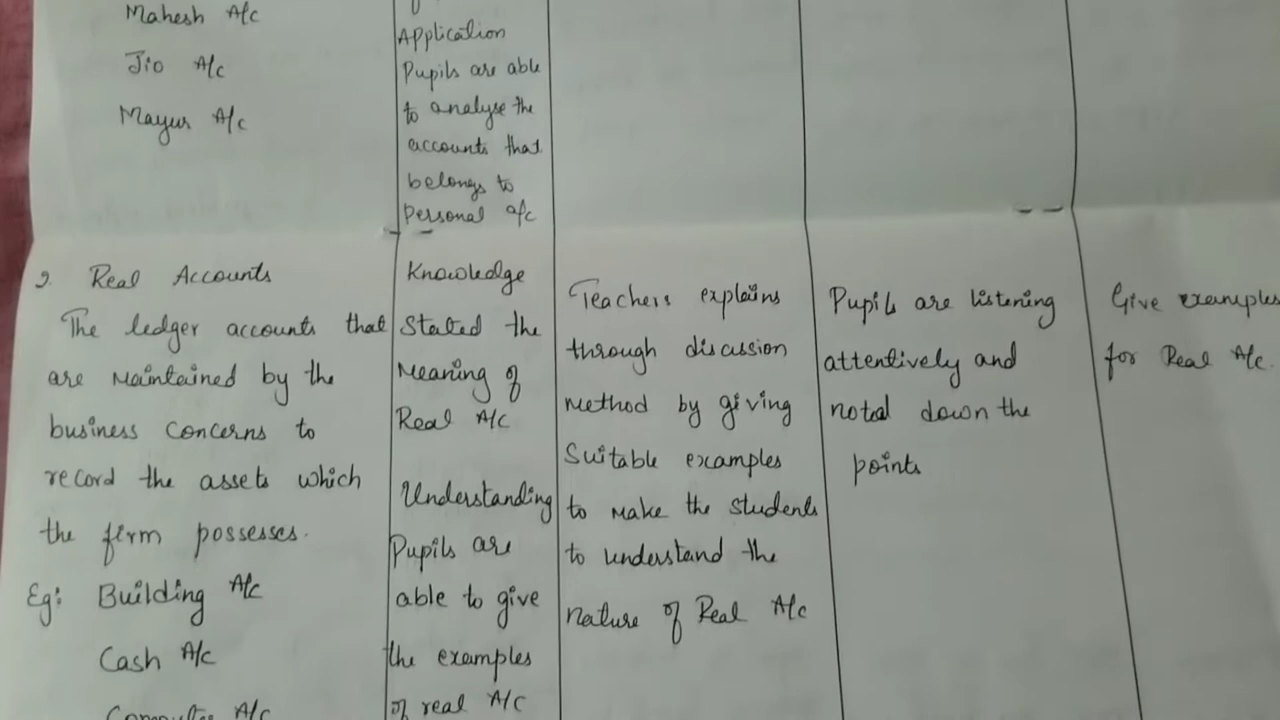 Mahesh A/c
Jio A/c
Mayur A/c
Application
Pupils are able
to analyse the
accounts that
belongs to
Personal a/c
2. Real Accounts
The ledger accounts that
are maintained by the
business concerns to
record the assets which
the firm possesses.
Eg: Building A/c
Cash A/c
Computer A/c
Knowledge
Stated the
Meaning of
Real A/c
Understanding
Pupils are
able to give
the examples
of real A/c
Teachers explains
through discussion
method by giving
Suitable examples
to make the students
to understand the
nature of Real A/c
Pupils are listening
attentively and
noted down the
points
Give examples
for Real A/c.